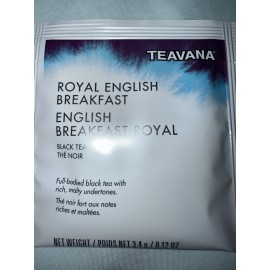 TEAVANA®
ROYAL ENGLISH
BREAKFAST
ENGLISH
BREAKFAST ROYAL
BLACK TEA
THÉ NOIR
Full-bodied black tea with
rich, malty undertones.
Thé noir fort aux notes
riches et maltées.
NET WEIGHT / POIDS NET 3.4 g / 0.12 OZ